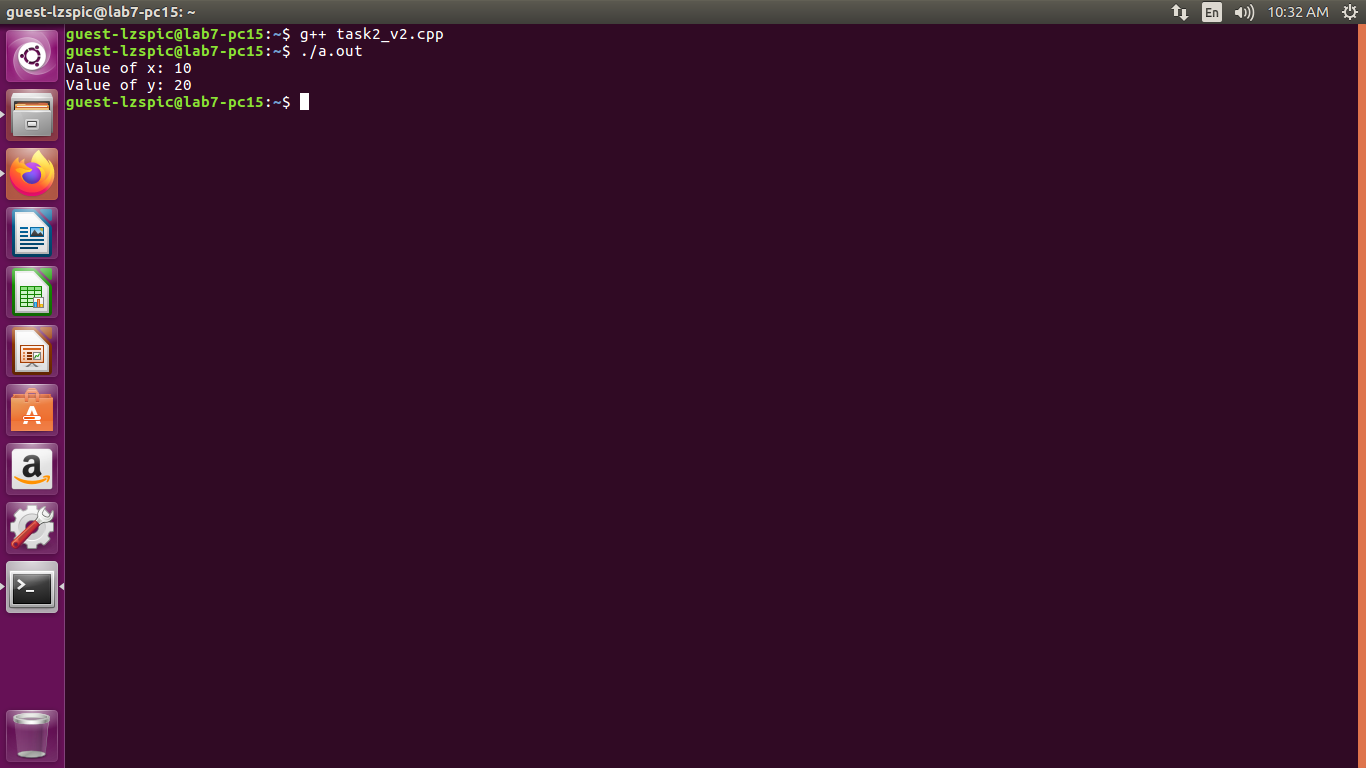 guest-lzspic@lab7-pc15: ~
En
10:32 AM
guest-lzspic@lab7-pc15:~$ g++ task2_v2.cpp
guest-lzspic@lab7-pc15:~$ ./a.out
Value of x: 10
Value of y: 20
guest-lzspic@lab7-pc15:~$